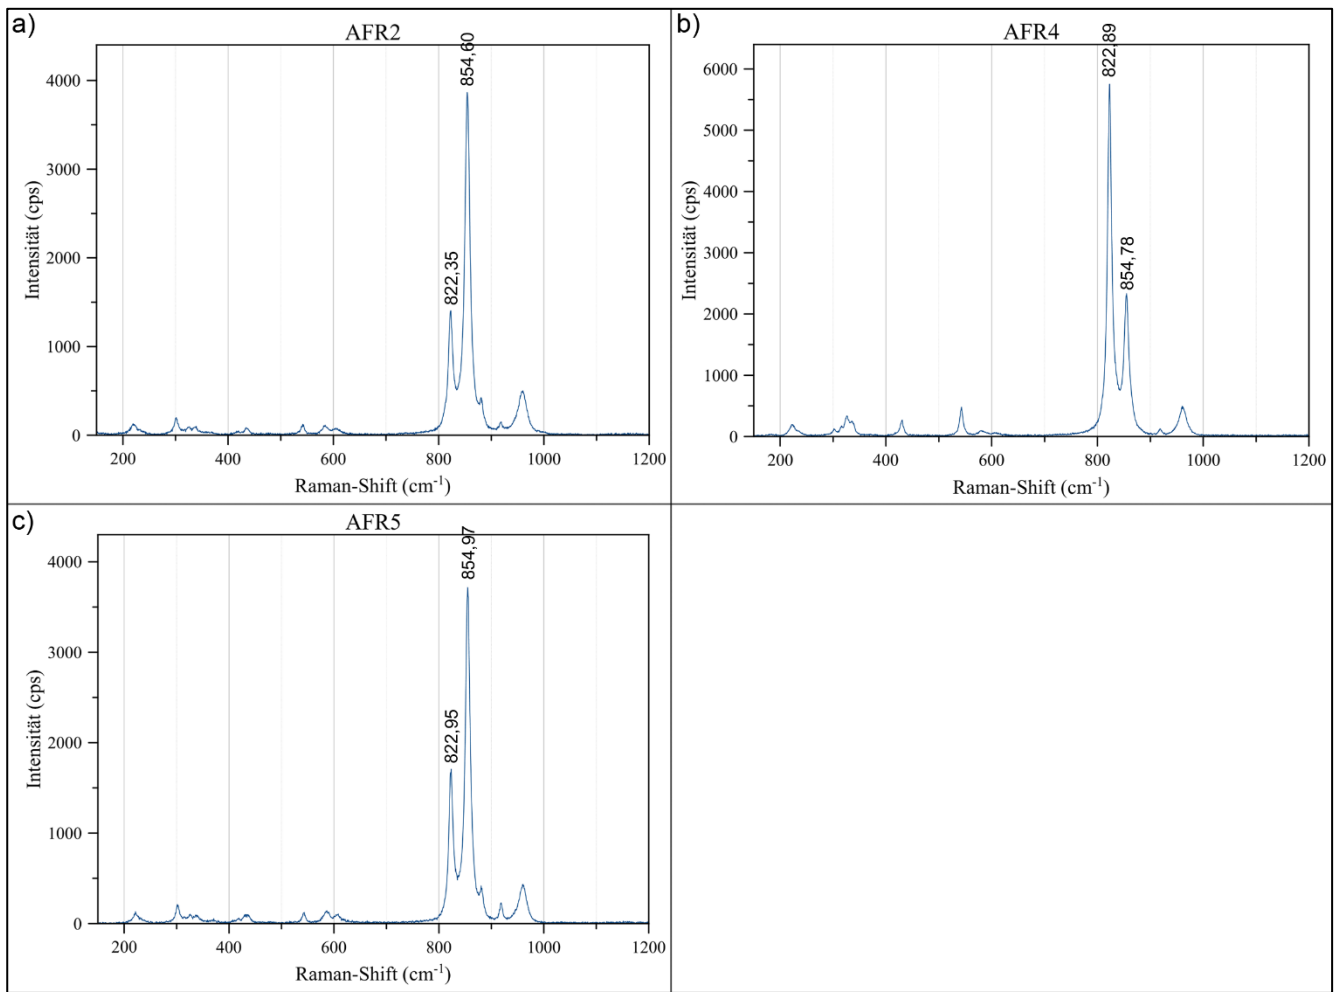 a)
AFR2
854,60
822,35
4000
3000
2000
1000
0
Intensität (cps)
200 400 600 800 1000 1200
Raman-Shift (cm⁻¹)
b)
AFR4
822,89
854,78
6000
5000
4000
3000
2000
1000
0
Intensität (cps)
200 400 600 800 1000 1200
Raman-Shift (cm⁻¹)
c)
AFR5
854,97
822,95
4000
3000
2000
1000
0
Intensität (cps)
200 400 600 800 1000 1200
Raman-Shift (cm⁻¹)